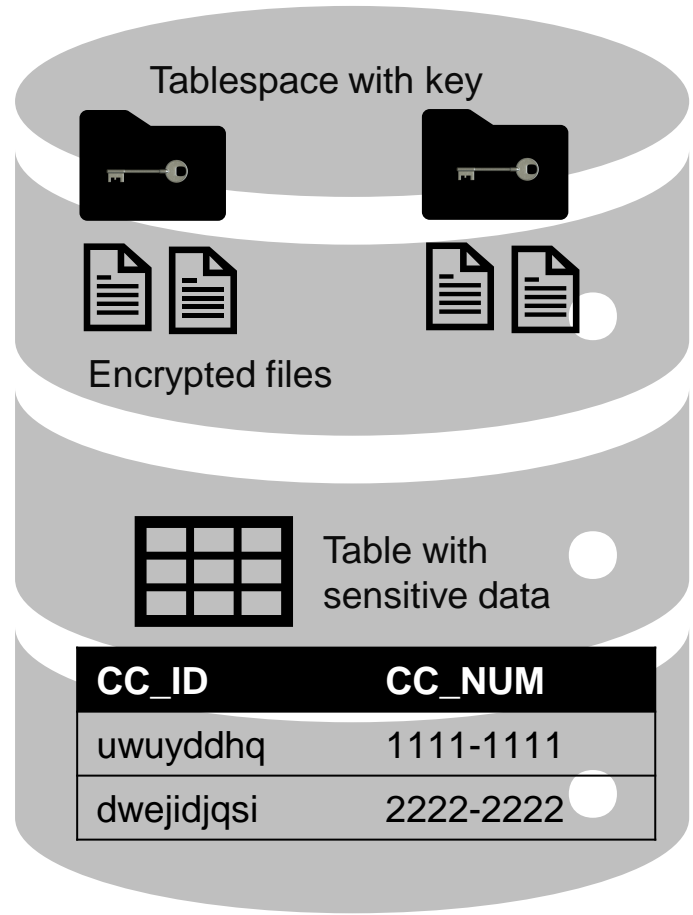 Tablespace with key
Encrypted files
Table with
sensitive data
CC_ID CC_NUM
uwuyddhq 1111-1111
dwejidjqsi 2222-2222